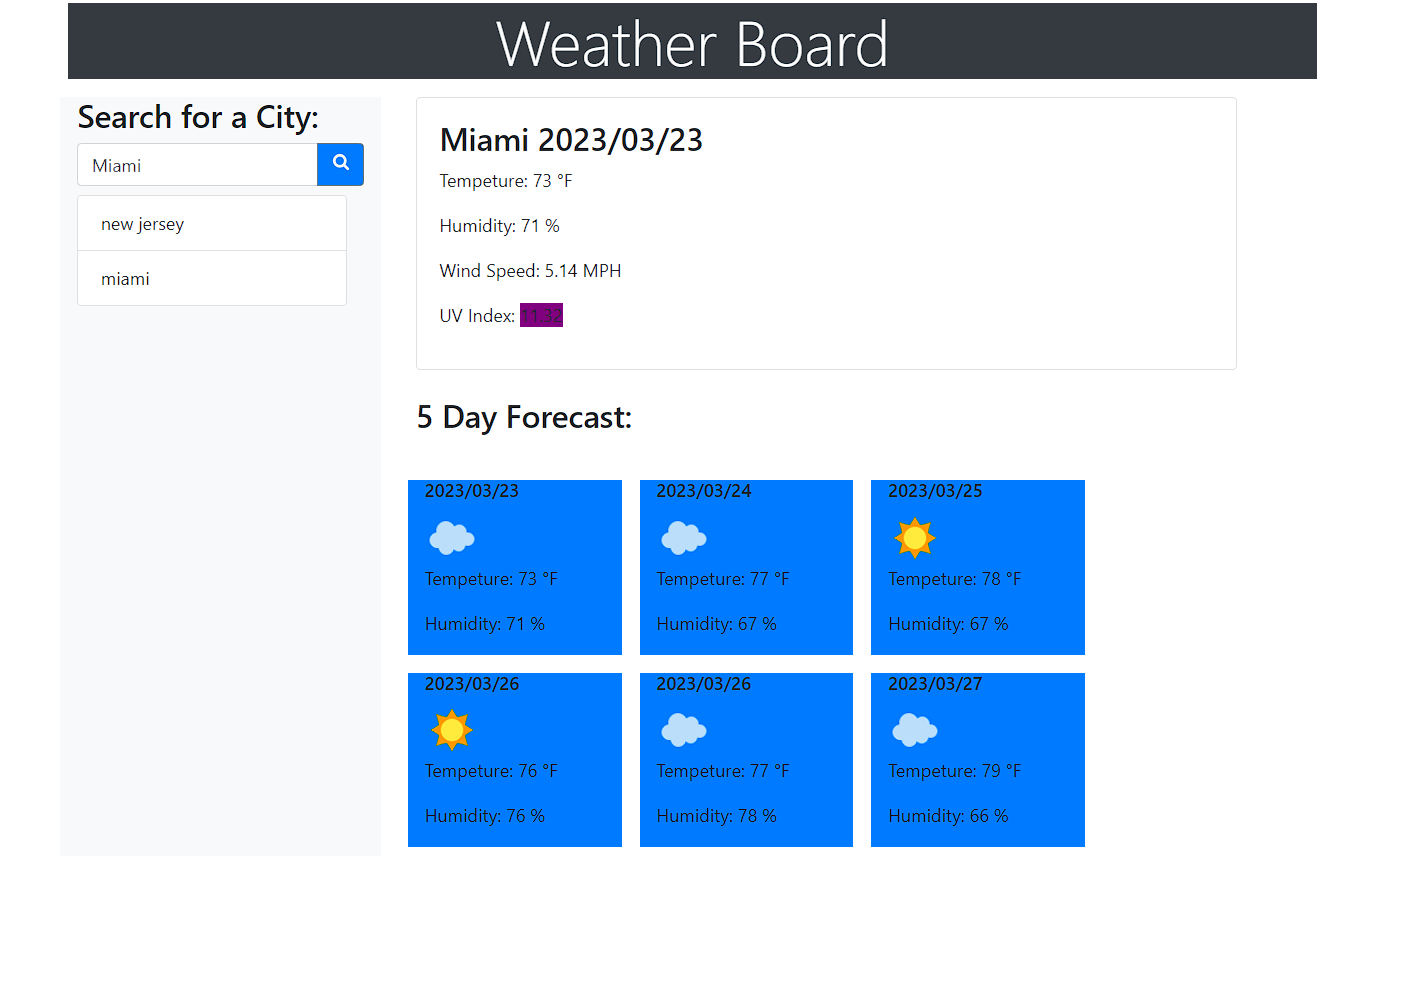 Weather Board
Search for a City:
Miami
new jersey
miami
Miami 2023/03/23
Tempeture: 73 °F
Humidity: 71 %
Wind Speed: 5.14 MPH
UV Index: 11.32
5 Day Forecast:
2023/03/23
Tempeture: 73 °F
Humidity: 71 %
2023/03/24
Tempeture: 77 °F
Humidity: 67 %
2023/03/25
Tempeture: 78 °F
Humidity: 67 %
2023/03/26
Tempeture: 76 °F
Humidity: 76 %
2023/03/26
Tempeture: 77 °F
Humidity: 78 %
2023/03/27
Tempeture: 79 °F
Humidity: 66 %